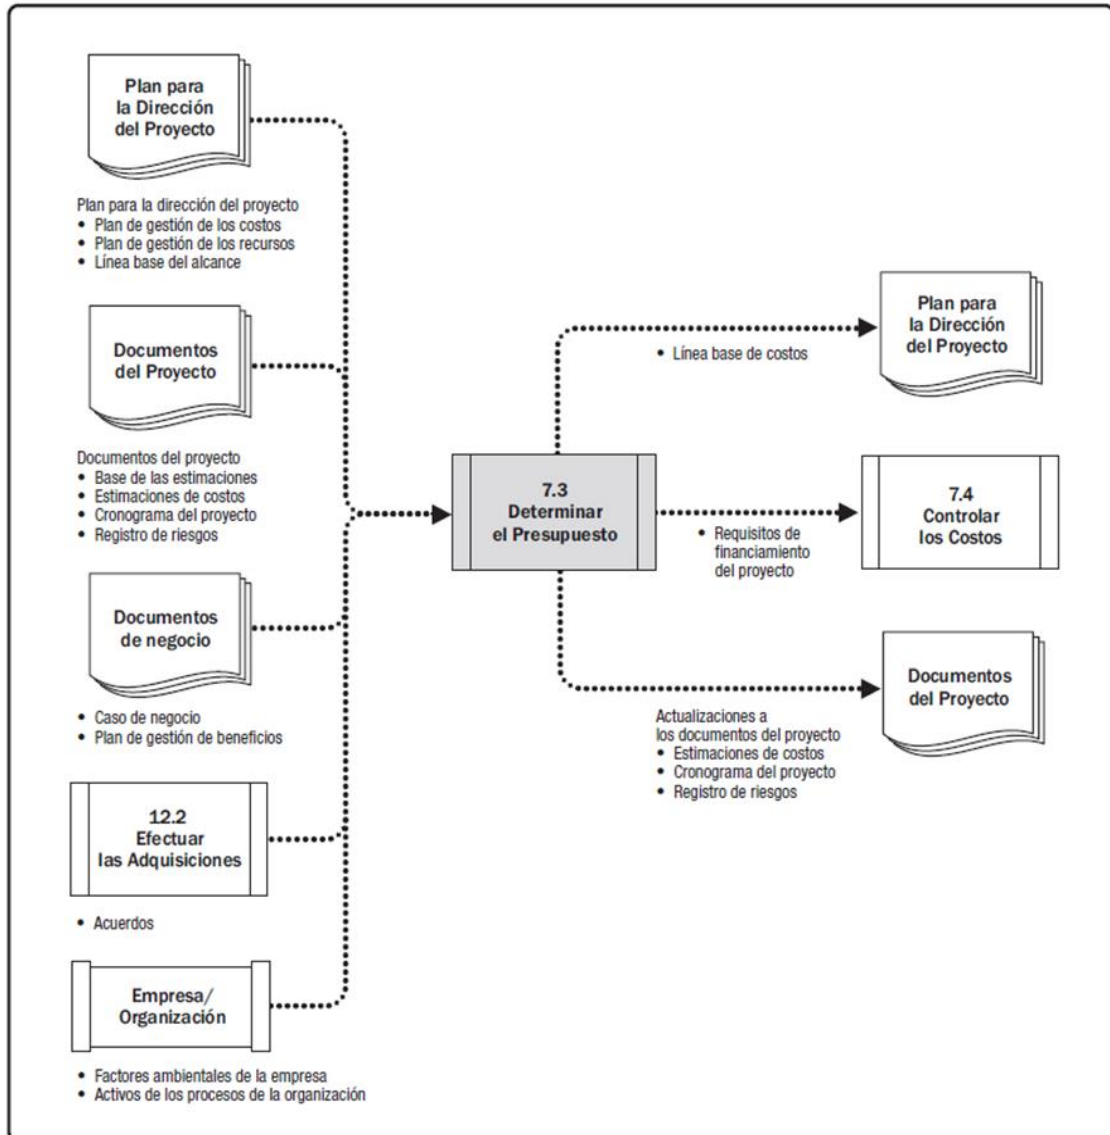 Plan para
la Dirección
del Proyecto
Plan para la dirección del proyecto
• Plan de gestión de los costos
• Plan de gestión de los recursos
• Línea base del alcance
Documentos
del Proyecto
Documentos del proyecto
• Base de las estimaciones
• Estimaciones de costos
• Cronograma del proyecto
• Registro de riesgos
Documentos
de negocio
• Caso de negocio
• Plan de gestión de beneficios
12.2
Efectuar
las Adquisiciones
• Acuerdos
Empresa/
Organización
• Factores ambientales de la empresa
• Activos de los procesos de la organización
7.3
Determinar
el Presupuesto
• Línea base de costos
Plan para
la Dirección
del Proyecto
• Requisitos de
financiamiento
del proyecto
7.4
Controlar
los Costos
Actualizaciones a
los documentos del proyecto
• Estimaciones de costos
• Cronograma del proyecto
• Registro de riesgos
Documentos
del Proyecto